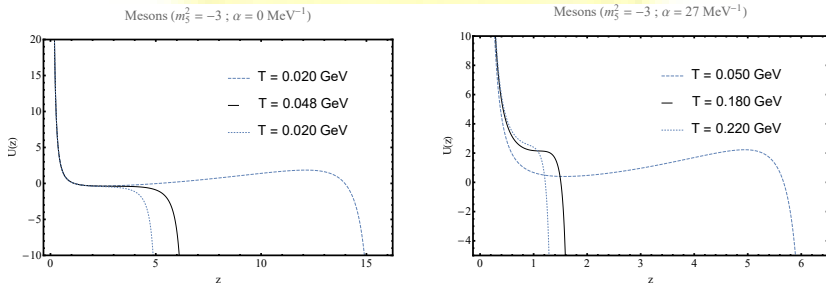 Mesons (m₅² = −3 ; α = 0 MeV⁻¹)
20
15
10
5
0
-5
-10
U(z)
T = 0.020 GeV
T = 0.048 GeV
T = 0.020 GeV
0
5
10
15
z
Mesons (m₅² = −3 ; α = 27 MeV⁻¹)
10
8
6
4
2
0
-2
-4
U(z)
T = 0.050 GeV
T = 0.180 GeV
T = 0.220 GeV
0
1
2
3
4
5
6
z